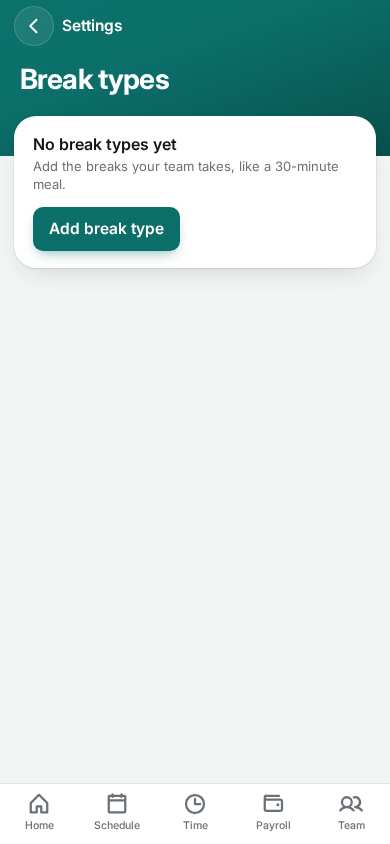 Settings
Break types
No break types yet
Add the breaks your team takes, like a 30-minute
meal.
Add break type
Home
Schedule
Time
Payroll
Team